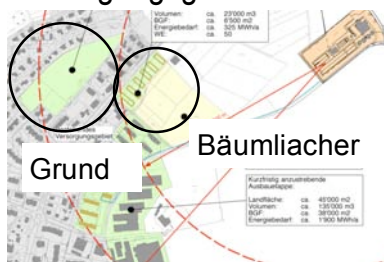 Volumen: ca. 23'000 m3
BGF: ca. 6'500 m2
Energiebedarf: ca. 325 MWh/a
WE: 50
Versorgungsgebiet
Grund
Bäumliacher
Kurzfristig anzustrebende
Ausbauetappe:
Landfläche: ca. 45'000 m2
Volumen: ca. 135'000 m3
BGF: ca. 38'000 m2
Energiebedarf: ca. 1'900 MWh/a